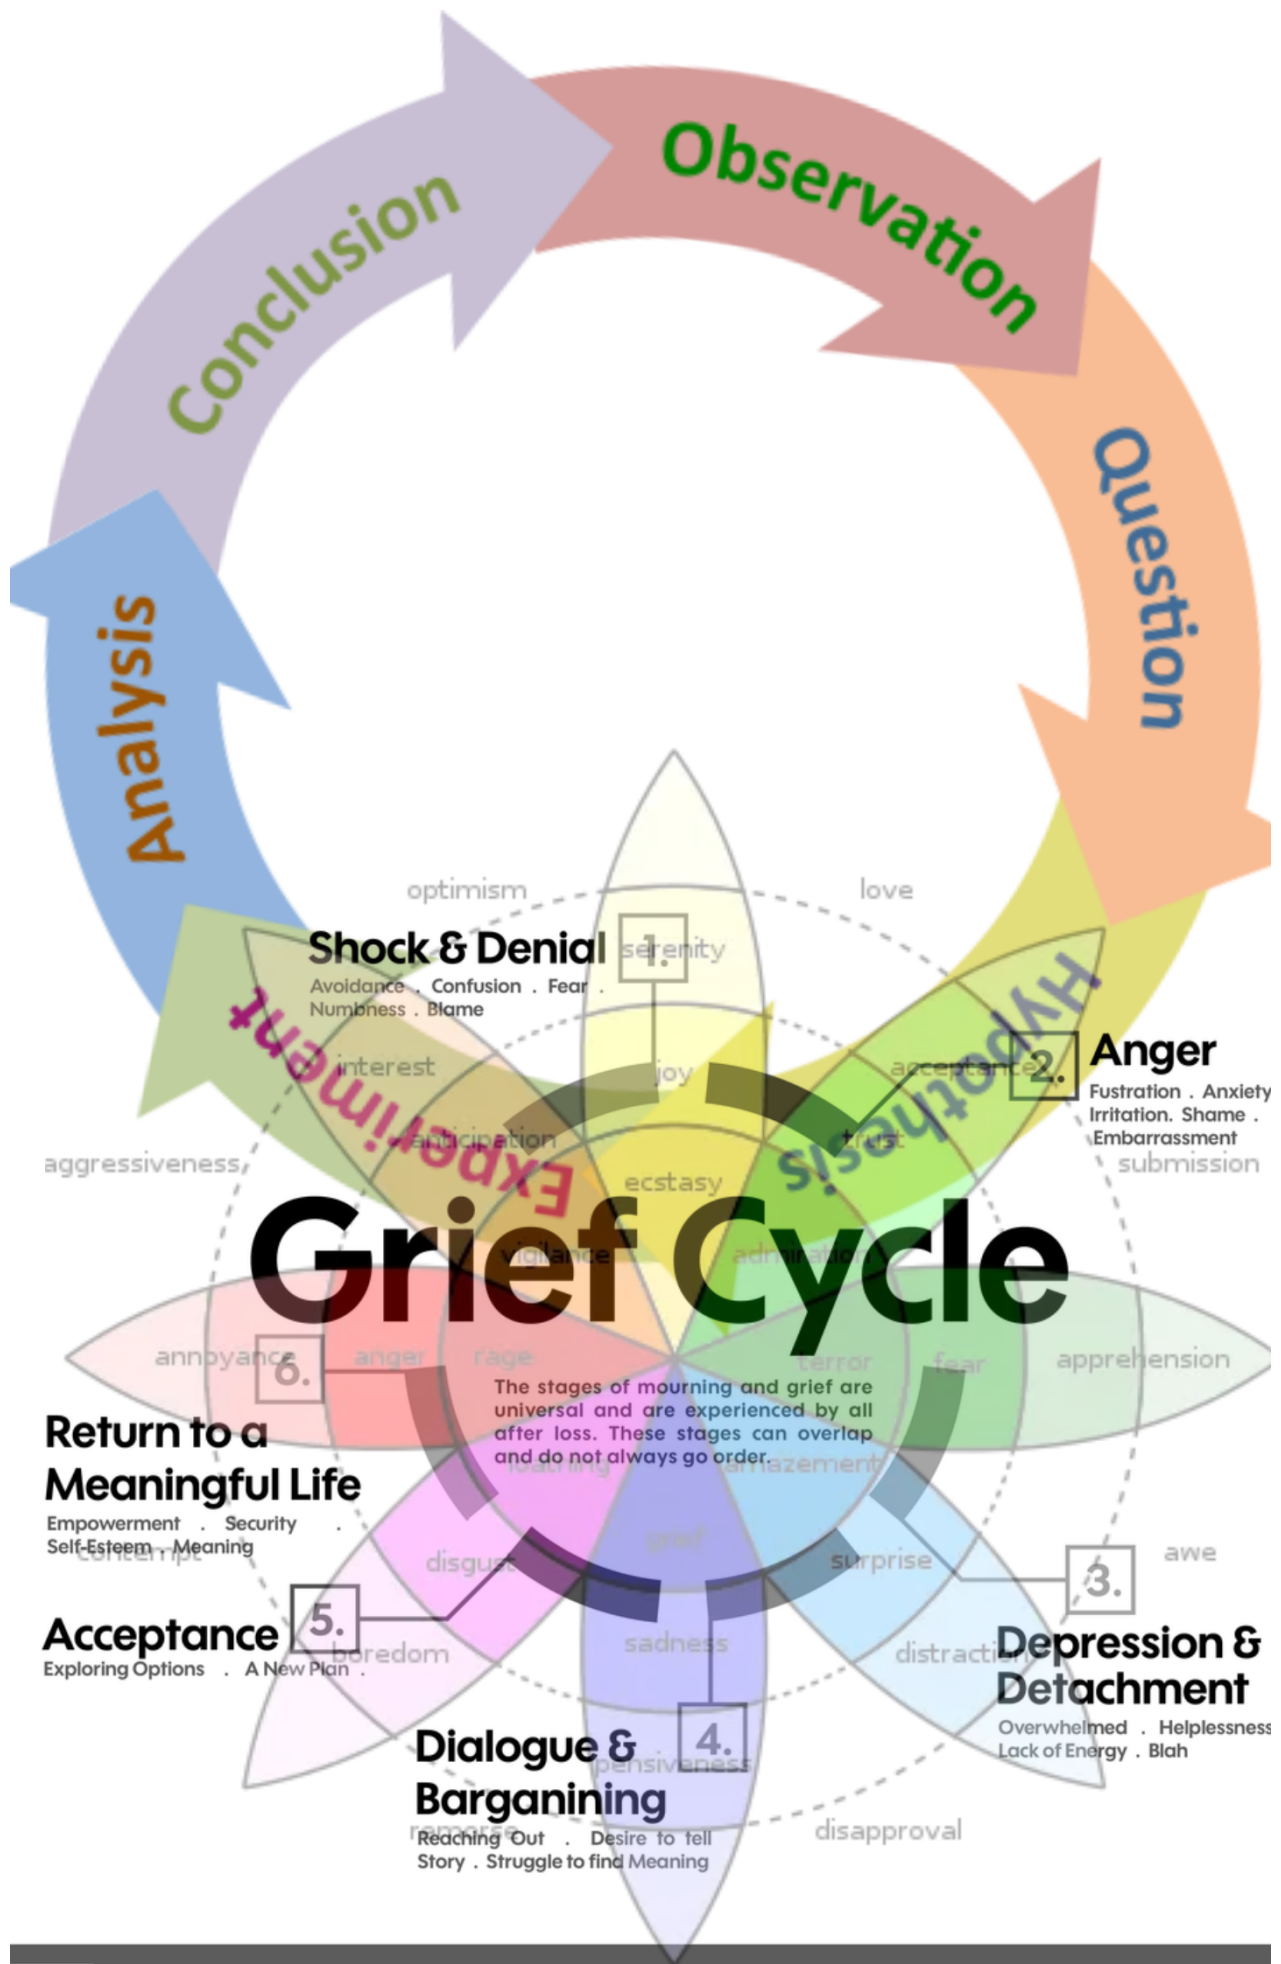 Observation
Conclusion
Question
Analysis
Hypothesis
Experiment
optimism
love
Shock & Denial
1.
serenity
Avoidance . Confusion . Fear .
Numbness . Blame
interest
joy
acceptance
2.
Anger
Fustration . Anxiety
Irritation. Shame .
Embarrassment
anticipation
trust
aggressiveness
submission
ecstasy
Grief Cycle
vigilance
admiration
annoyance
6.
anger
rage
terror
fear
apprehension
The stages of mourning and grief are
universal and are experienced by all
after loss. These stages can overlap
and do not always go order.
loathing
amazement
Return to a
Meaningful Life
Empowerment . Security .
Self-Esteem . Meaning
contempt
grief
disgust
surprise
awe
3.
Acceptance
5.
Exploring Options . A New Plan .
boredom
sadness
distraction
Depression &
Detachment
Overwhelmed . Helplessness
Lack of Energy . Blah
Dialogue &
Barganining
4.
pensiveness
remorse
Reaching Out . Desire to tell
Story . Struggle to find Meaning
disapproval